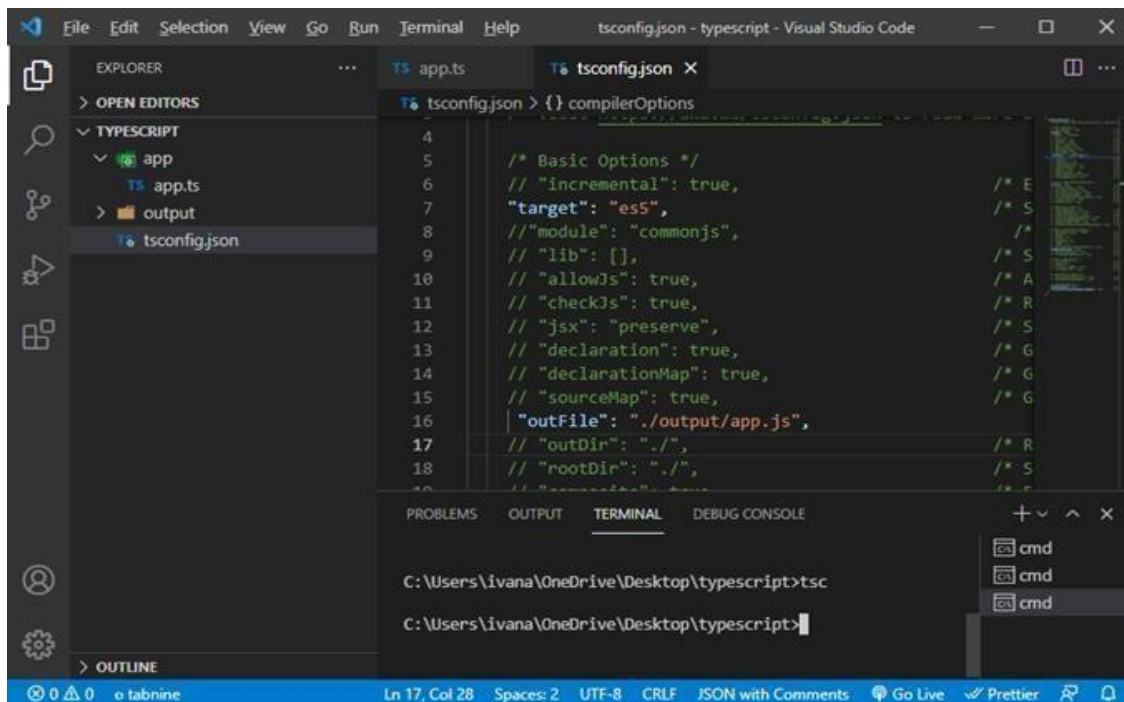 File Edit Selection View Go Run Terminal Help tsconfig.json - typescript - Visual Studio Code
EXPLORER
OPEN EDITORS
TYPESCRIPT
app
TS app.ts
output
tsconfig.json
TS app.ts tsconfig.json
tsconfig.json > {} compilerOptions
4
5 /* Basic Options */
6 // "incremental": true, /* E
7 "target": "es5", /* S
8 //"module": "commonjs", /*
9 // "lib": [], /* S
10 // "allowJs": true, /* A
11 // "checkJs": true, /* R
12 // "jsx": "preserve", /* S
13 // "declaration": true, /* G
14 // "declarationMap": true, /* G
15 // "sourceMap": true, /* G
16 "outFile": "./output/app.js",
17 // "outDir": "./", /* R
18 // "rootDir": "./", /* S
PROBLEMS OUTPUT TERMINAL DEBUG CONSOLE
C:\Users\ivana\OneDrive\Desktop\typescript>tsc
C:\Users\ivana\OneDrive\Desktop\typescript>
cmd
cmd
cmd
OUTLINE
0 0 tabnine Ln 17, Col 28 Spaces: 2 UTF-8 CRLF JSON with Comments Go Live Prettier